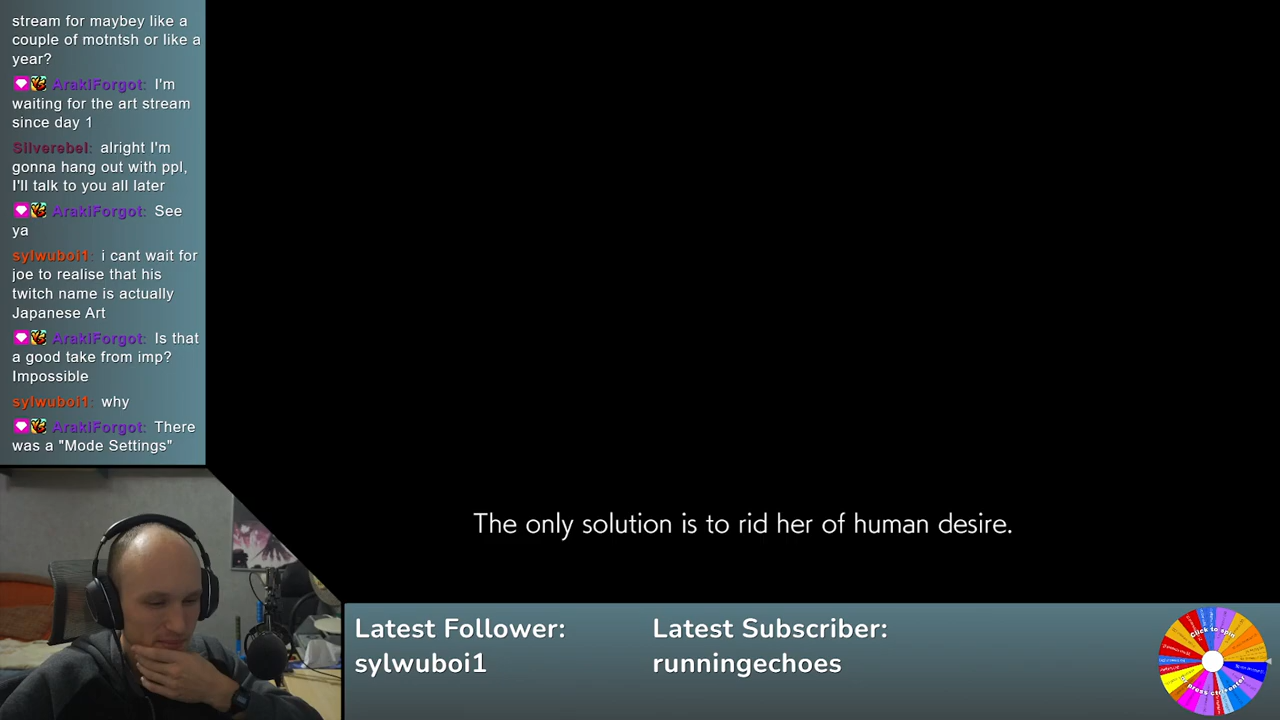 stream for maybey like a
couple of motntsh or like a
year?
ArakiForgot: I'm
waiting for the art stream
since day 1
Silverebel: alright I'm
gonna hang out with ppl,
I'll talk to you all later
ArakiForgot: See
ya
sylwuboi1: i cant wait for
joe to realise that his
twitch name is actually
Japanese Art
ArakiForgot: Is that
a good take from imp?
Impossible
sylwuboi1: why
ArakiForgot: There
was a "Mode Settings"
The only solution is to rid her of human desire.
Latest Follower:
sylwuboi1
Latest Subscriber:
runningechoes
Click to spin